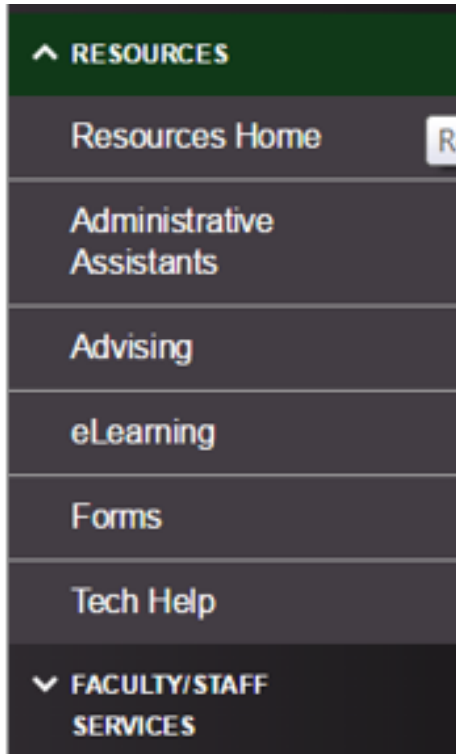 RESOURCES
Resources Home
R
Administrative
Assistants
Advising
eLearning
Forms
Tech Help
FACULTY/STAFF
SERVICES